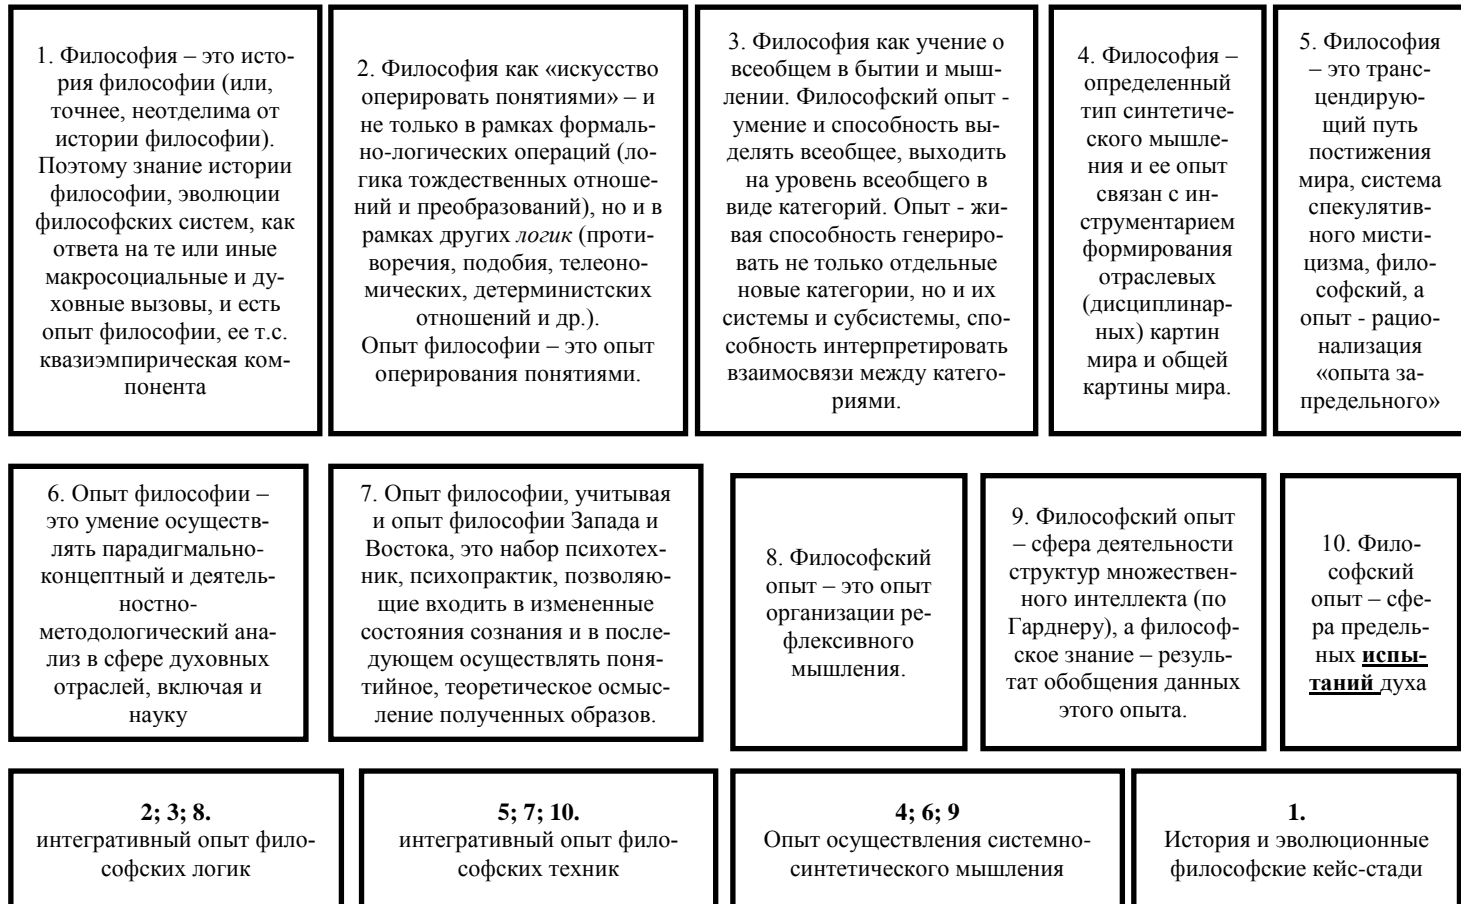 1. Философия – это исто-
рия философии (или,
точнее, неотделима от
истории философии).
Поэтому знание истории
философии, эволюции
философских систем, как
ответа на те или иные
макросоциальные и ду-
ховные вызовы, и есть
опыт философии, ее т.с.
квазиэмпирическая ком-
понента
2. Философия как «искусство
оперировать понятиями» – и
не только в рамках формаль-
но-логических операций (ло-
гика тождественных отноше-
ний и преобразований), но и в
рамках других логик (проти-
воречия, подобия, телеоно-
мических, детерминистских
отношений и др.).
Опыт философии – это опыт
оперирования понятиями.
3. Философия как учение о
всеобщем в бытии и мыш-
лении. Философский опыт -
умение и способность вы-
делять всеобщее, выходить
на уровень всеобщего в
виде категорий. Опыт - жи-
вая способность генериро-
вать не только отдельные
новые категории, но и их
системы и субсистемы, спо-
собность интерпретировать
взаимосвязи между катего-
риями.
4. Философия –
определенный
тип синтетиче-
ского мышле-
ния и ее опыт
связан с ин-
струментарием
формирования
отраслевых
(дисциплинар-
ных) картин
мира и общей
картины мира.
5. Философия
– это транс-
цендирую-
щий путь
постижения
мира, система
спекулятив-
ного мисти-
цизма, фило-
софский, а
опыт - рацио-
нализация
«опыта за-
предельного»
6. Опыт философии –
это умение осуществ-
лять парадигмально-
концептный и деятель-
ностно-
методологический ана-
лиз в сфере духовных
отраслей, включая и
науку
7. Опыт философии, учитывая
и опыт философии Запада и
Востока, это набор психотех-
ник, психопрактик, позволяю-
щие входить в измененные
состояния сознания и в после-
дующем осуществлять поня-
тийное, теоретическое осмыс-
ление полученных образов.
8. Философский
опыт – это опыт
организации ре-
флексивного
мышления.
9. Философский опыт
– сфера деятельности
структур множествен-
ного интеллекта (по
Гарднеру), а философ-
ское знание – резуль-
тат обобщения данных
этого опыта.
10. Фило-
софский
опыт – сфе-
ра предель-
ных испы-
таний духа
2; 3; 8.
интегративный опыт фило-
софских логик
5; 7; 10.
интегративный опыт фило-
софских техник
4; 6; 9
Опыт осуществления системно-
синтетического мышления
1.
История и эволюционные
философские кейс-стади